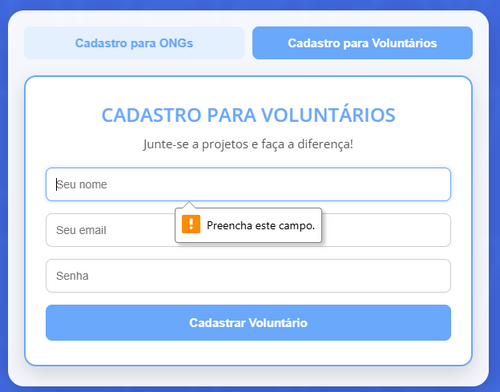 Cadastro para ONGs
Cadastro para Voluntários
CADASTRO PARA VOLUNTÁRIOS
Junte-se a projetos e faça a diferença!
Seu nome
Preencha este campo.
Seu email
Senha
Cadastrar Voluntário